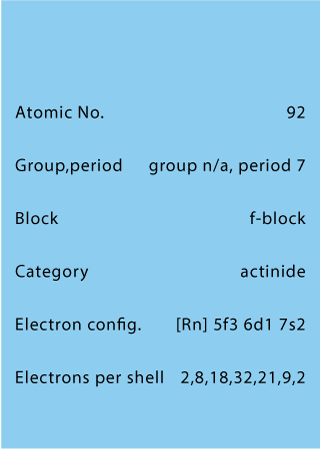 Atomic No. 92
Group,period group n/a, period 7
Block f-block
Category actinide
Electron config. [Rn] 5f3 6d1 7s2
Electrons per shell 2,8,18,32,21,9,2